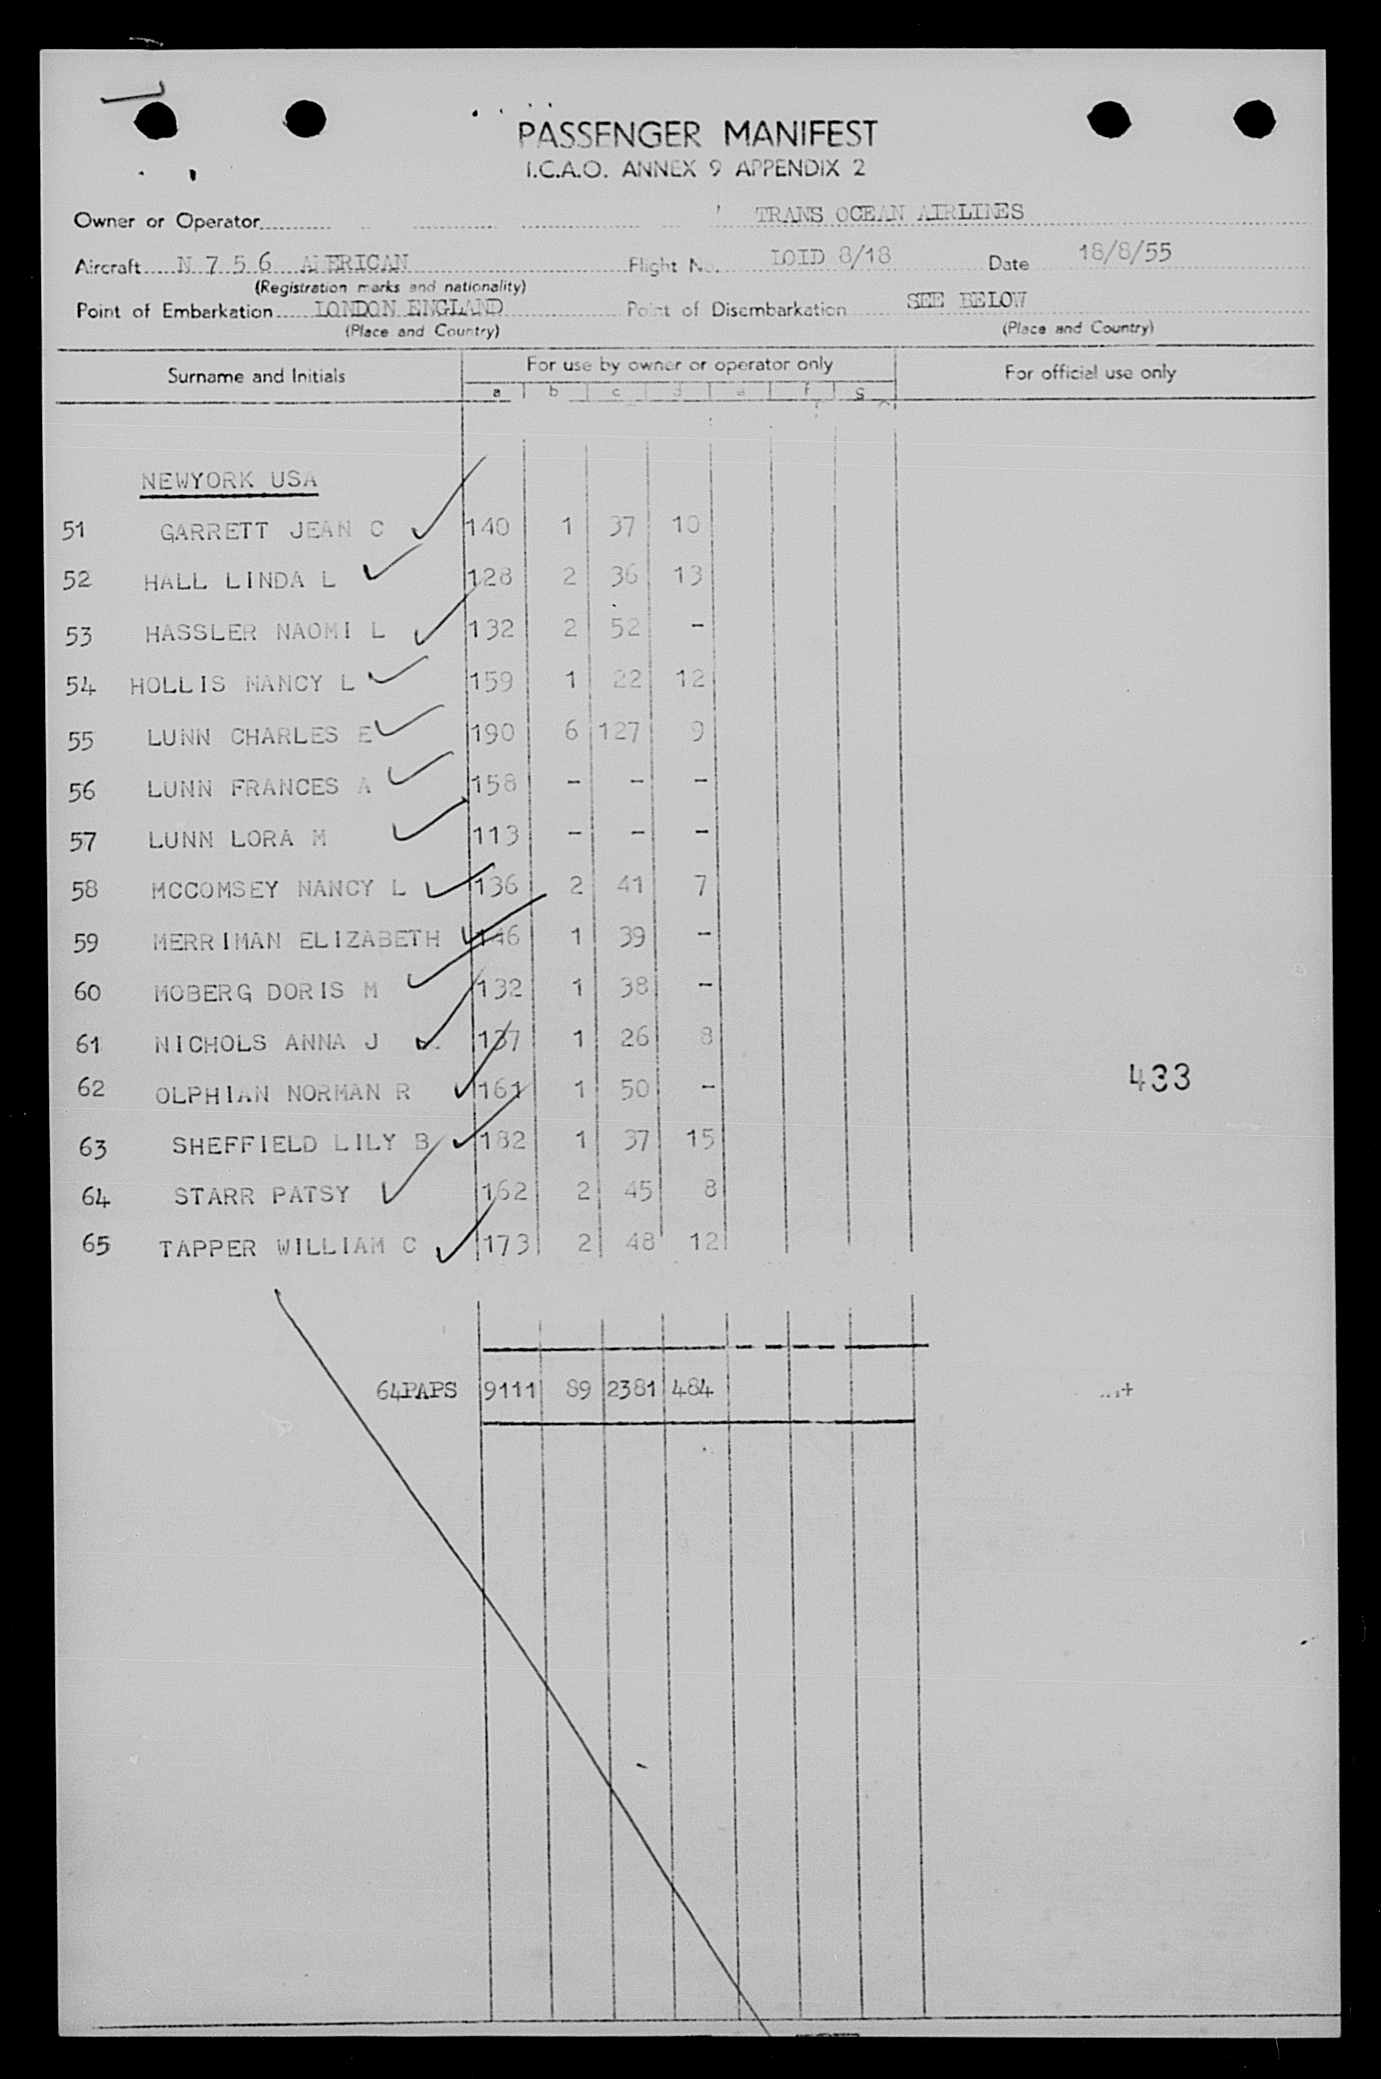 PASSENGER MANIFEST
I.C.A.O. ANNEX 9 APPENDIX 2
Owner or Operator TRANS OCEAN AIRLINES
Aircraft N 7 5 6 AMERICAN Flight No. LOID 8/18 Date 18/8/55
(Registration marks and nationality)
Point of Embarkation LONDON ENGLAND Point of Disembarkation SEE BELOW
(Place and Country) (Place and Country)
Surname and Initials For use by owner or operator only For official use only
a b c d e f g
NEWYORK USA
51 GARRETT JEAN C 140 1 37 10
52 HALL LINDA L 128 2 36 13
53 HASSLER NAOMI L 132 2 52 -
54 HOLLIS NANCY L 159 1 22 12
55 LUNN CHARLES E 190 6 127 9
56 LUNN FRANCES A 158 - - -
57 LUNN LORA M 113 - - -
58 MCCOMSEY NANCY L 136 2 41 7
59 MERRIMAN ELIZABETH 146 1 39 -
60 MOBERG DORIS M 132 1 38 -
61 NICHOLS ANNA J 137 1 26 8
433
62 OLPHIAN NORMAN R 161 1 50 -
63 SHEFFIELD LILY B 182 1 37 15
64 STARR PATSY 162 2 45 8
65 TAPPER WILLIAM C 173 2 48 12
64PAPS 9111 89 2381 484